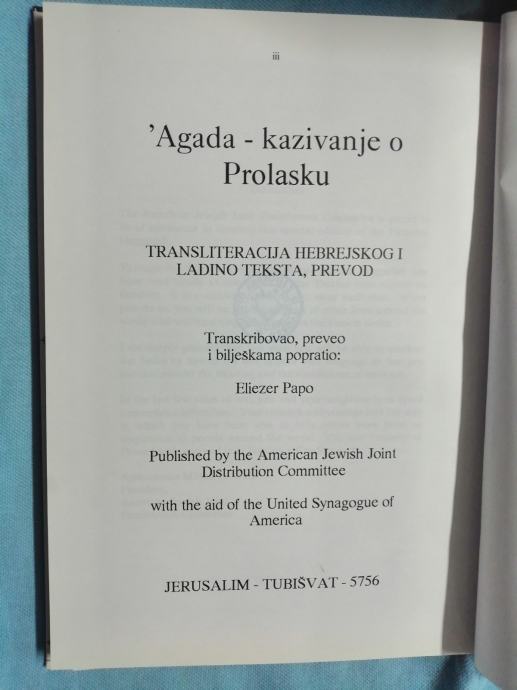 iii
’Agada - kazivanje o
Prolasku
TRANSLITERACIJA HEBREJSKOG I
LADINO TEKSTA, PREVOD
Transkribovao, preveo
i bilješkama popratio:
Eliezer Papo
Published by the American Jewish Joint
Distribution Committee
with the aid of the United Synagogue of
America
JERUSALIM - TUBIŠVAT - 5756